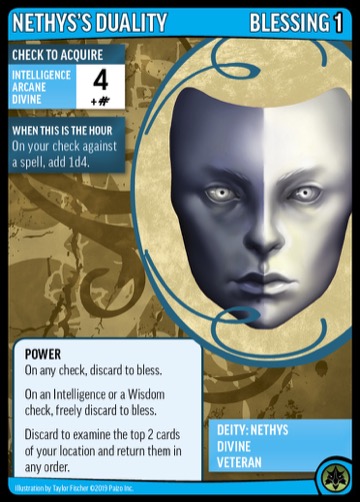 NETHYS'S DUALITY
BLESSING 1
CHECK TO ACQUIRE
INTELLIGENCE
ARCANE
DIVINE
4
+#
WHEN THIS IS THE HOUR
On your check against
a spell, add 1d4.
POWER
On any check, discard to bless.
On an Intelligence or a Wisdom
check, freely discard to bless.
Discard to examine the top 2 cards
of your location and return them in
any order.
DEITY: NETHYS
DIVINE
VETERAN
Illustration by Taylor Fischer ©2019 Paizo Inc.